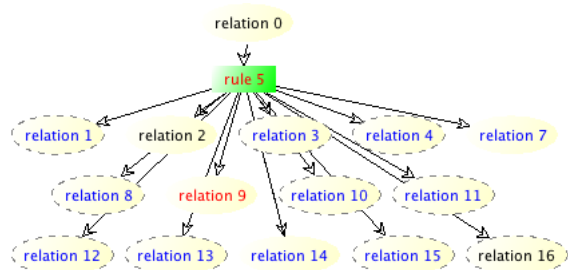 relation 0
rule 5
relation 1 relation 2 relation 3 relation 4 relation 7
relation 8 relation 9 relation 10 relation 11
relation 12 relation 13 relation 14 relation 15 relation 16